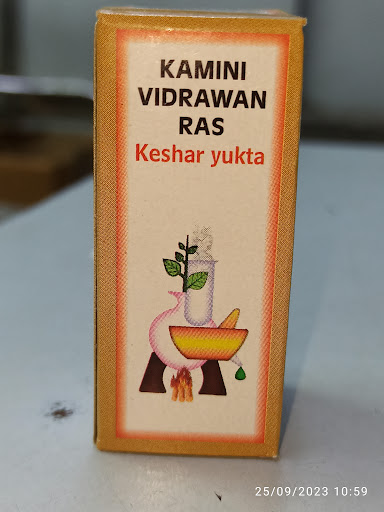 KAMINI
VIDRAWAN
RAS
Keshar yukta
25/09/2023 10:59